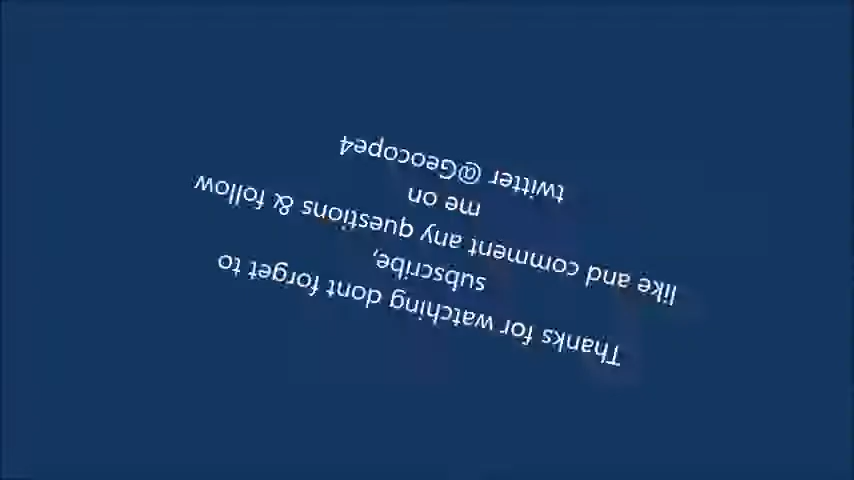 Thanks for watching dont forget to
subscribe,
like and comment any questions & follow
me on
twitter @Geocope4